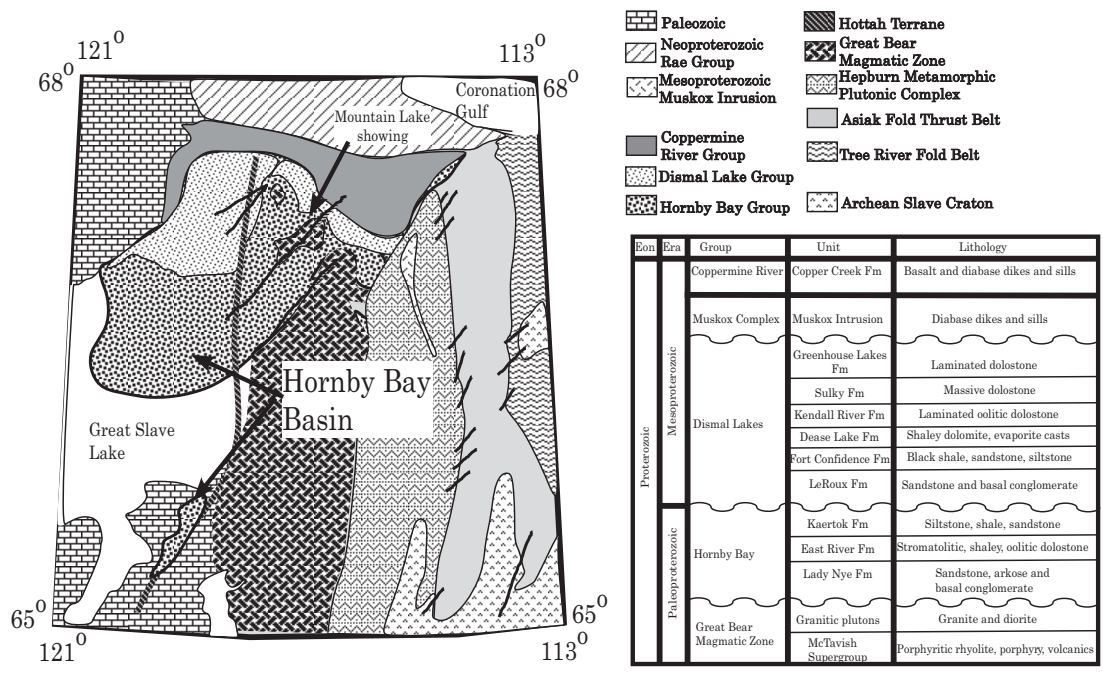 121⁰
113⁰
68⁰
68⁰
Coronation
Gulf
Mountain Lake
showing
Hornby Bay
Basin
Great Slave
Lake
65⁰
65⁰
121⁰
113⁰
Paleozoic
Neoproterozoic
Rae Group
Mesoproterozoic
Muskox Inrusion
Coppermine
River Group
Dismal Lake Group
Hornby Bay Group
Hottah Terrane
Great Bear
Magmatic Zone
Hepburn Metamorphic
Plutonic Complex
Asiak Fold Thrust Belt
Tree River Fold Belt
Archean Slave Craton
Eon Era Group Unit Lithology
Proterozoic
Mesoproterozoic
Paleoproterozoic
Coppermine River Copper Creek Fm Basalt and diabase dikes and sills
Muskox Complex Muskox Intrusion Diabase dikes and sills
Dismal Lakes
Greenhouse Lakes
Fm
Laminated dolostone
Sulky Fm Massive dolostone
Kendall River Fm Laminated oolitic dolostone
Dease Lake Fm Shaley dolomite, evaporite casts
Fort Confidence Fm Black shale, sandstone, siltstone
LeRoux Fm Sandstone and basal conglomerate
Hornby Bay
Kaertok Fm Siltstone, shale, sandstone
East River Fm Stromatolitic, shaley, oolitic dolostone
Lady Nye Fm Sandstone, arkose and
basal conglomerate
Great Bear
Magmatic Zone
Granitic plutons Granite and diorite
McTavish
Supergroup
Porphyritic rhyolite, porphyry, volcanics